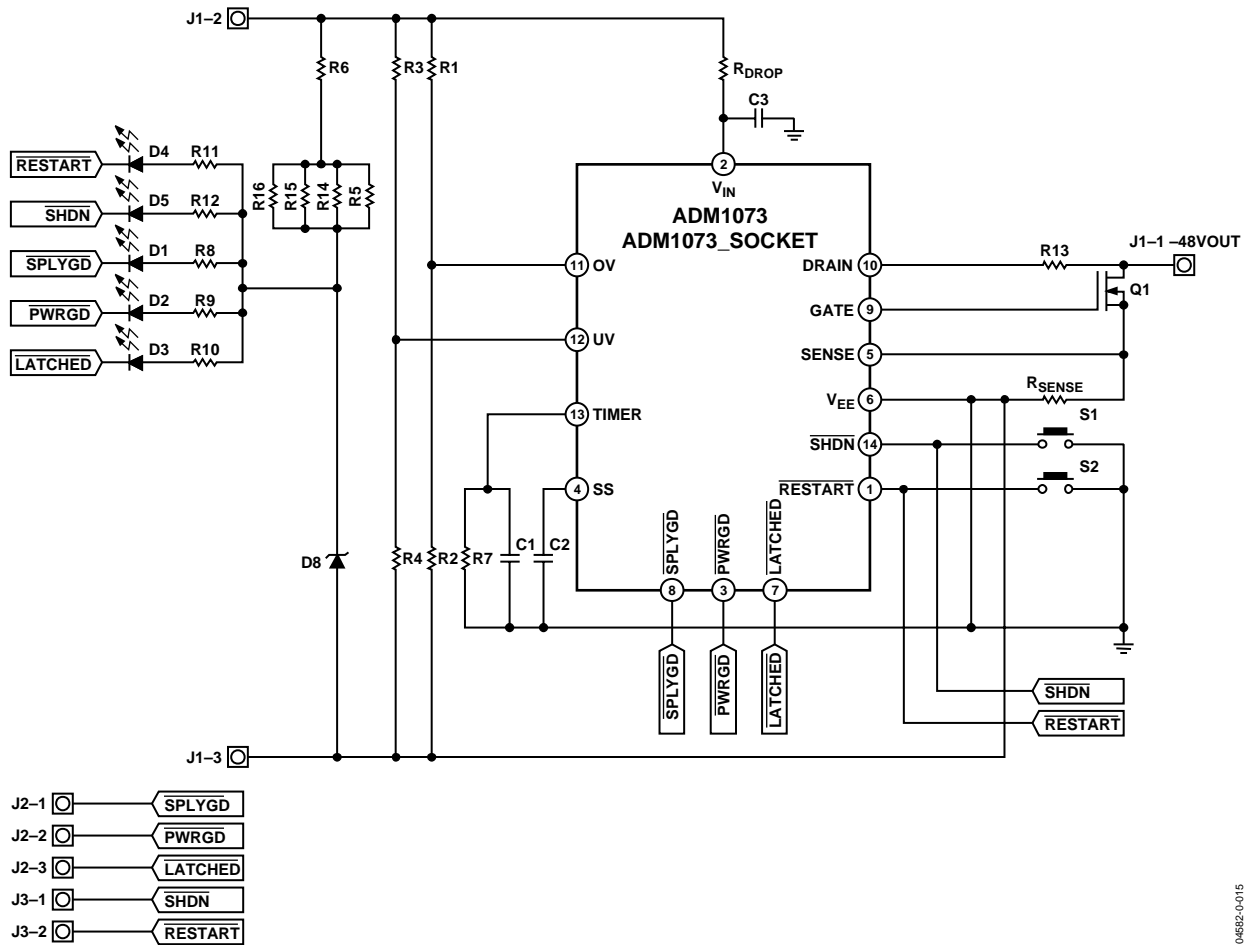 J1–2
R6
R3
R1
RDROP
C3
RESTART
D4
R11
SHDN
D5
R12
SPLYGD
D1
R8
PWRGD
D2
R9
LATCHED
D3
R10
R16
R15
R14
R5
2
VIN
ADM1073
ADM1073_SOCKET
11
OV
12
UV
13
TIMER
4
SS
DRAIN
10
GATE
9
SENSE
5
VEE
6
SHDN
14
RESTART
1
R13
J1–1 –48VOUT
Q1
RSENSE
S1
S2
D8
R4
R2
R7
C1
C2
SPLYGD
PWRGD
LATCHED
8
3
7
SPLYGD
PWRGD
LATCHED
SHDN
RESTART
J1–3
J2–1
SPLYGD
J2–2
PWRGD
J2–3
LATCHED
J3–1
SHDN
J3–2
RESTART
04582-0-015